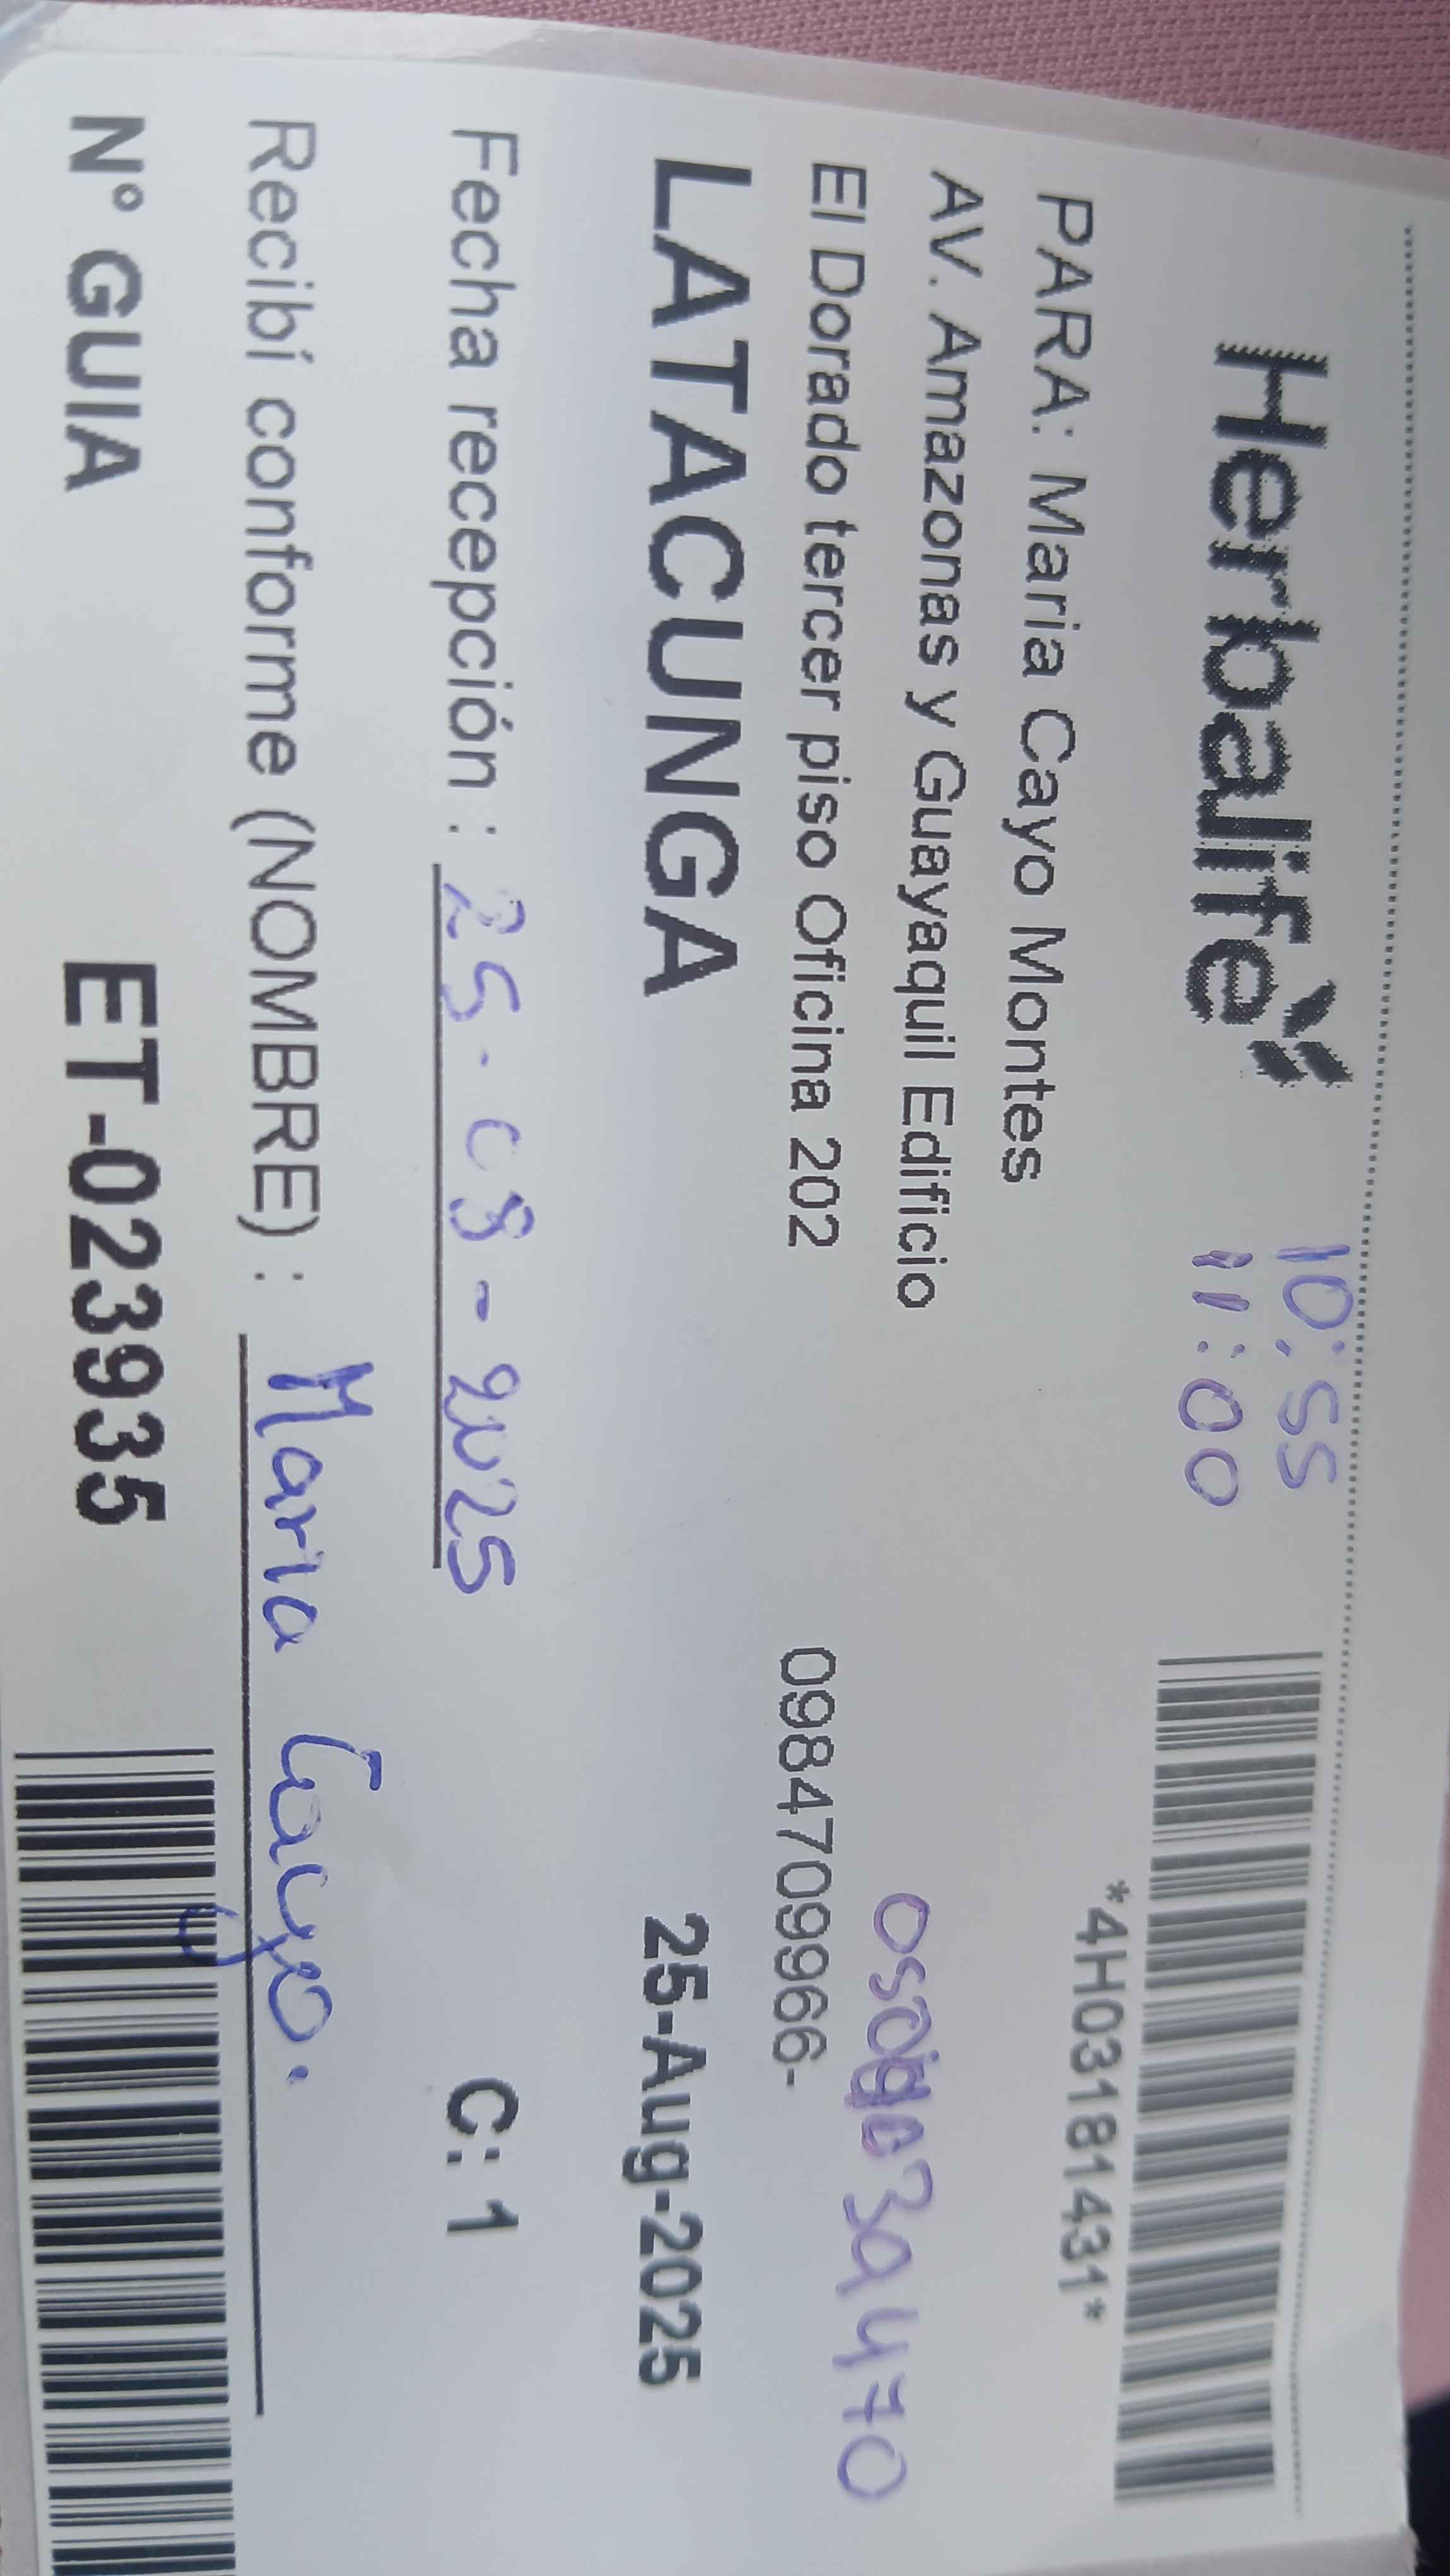 Herbalife
10:55
11:00
*4H03181431*
PARA: Maria Cayo Montes
AV. Amazonas y Guayaquil Edificio
El Dorado tercer piso Oficina 202
0984709966-
LATACUNGA
25-Aug-2025
Fecha recepción : 25-08-2025
C: 1
Recibí conforme (NOMBRE) : Maria Cayo.
N° GUIA ET-023935